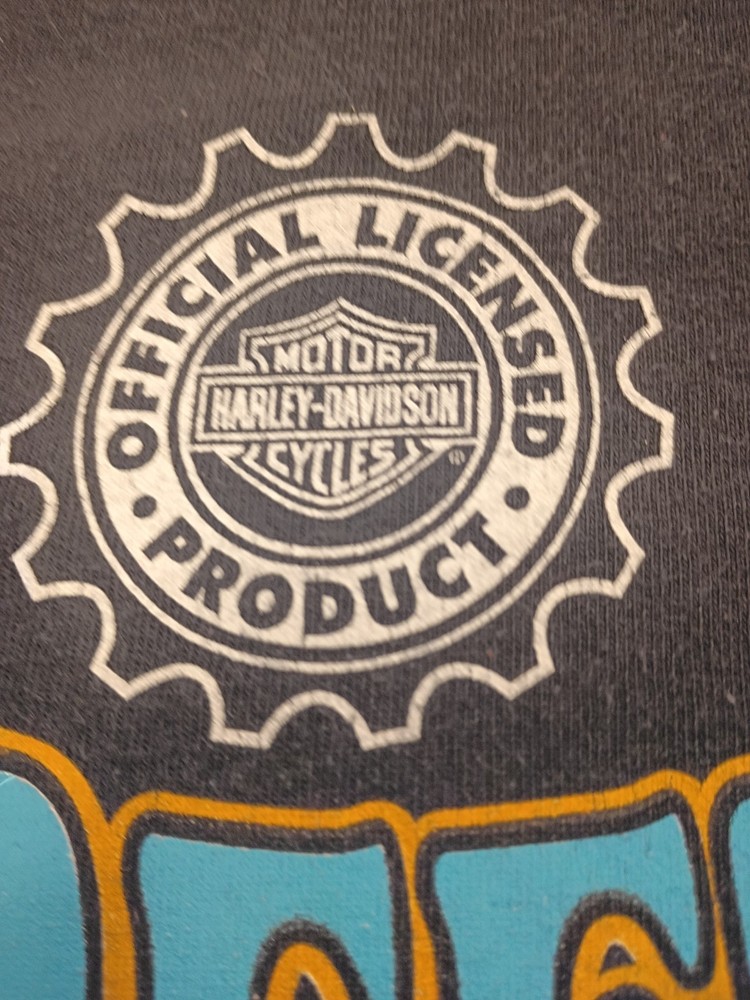 OFFICIAL LICENSED
MOTOR
HARLEY-DAVIDSON
CYCLES
®
PRODUCT